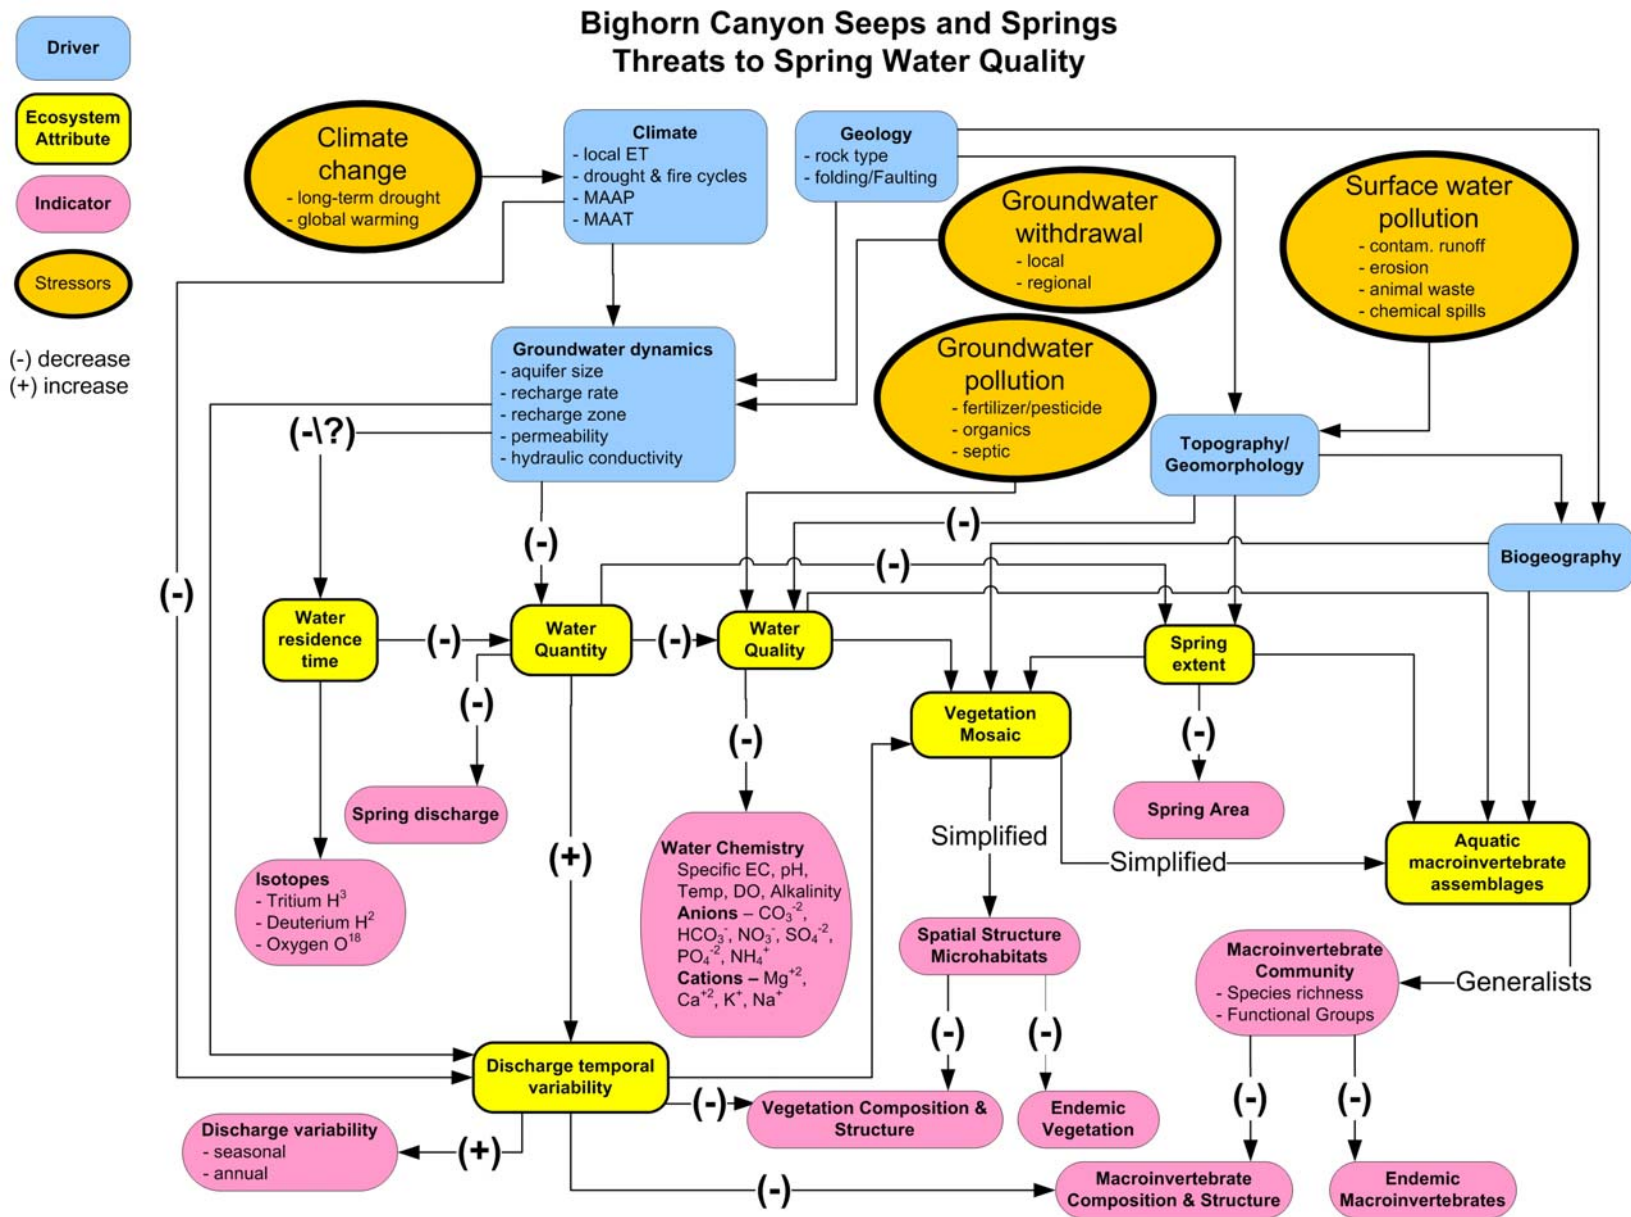 Bighorn Canyon Seeps and Springs
Threats to Spring Water Quality
Driver
Ecosystem
Attribute
Indicator
Stressors
(-) decrease
(+) increase
Climate
change
- long-term drought
- global warming
Climate
- local ET
- drought & fire cycles
- MAAP
- MAAT
Geology
- rock type
- folding/Faulting
Groundwater
withdrawal
- local
- regional
Surface water
pollution
- contam. runoff
- erosion
- animal waste
- chemical spills
Groundwater dynamics
- aquifer size
- recharge rate
- recharge zone
- permeability
- hydraulic conductivity
Groundwater
pollution
- fertilizer/pesticide
- organics
- septic
Topography/
Geomorphology
Biogeography
(-\?)
(-)
(-)
(-)
(-)
Water
residence
time
(-)
Water
Quantity
(-)
Water
Quality
Spring
extent
(-)
(-)
(-)
Vegetation
Mosaic
Spring discharge
Spring Area
(+)
Simplified
Simplified
Aquatic
macroinvertebrate
assemblages
Isotopes
- Tritium H³
- Deuterium H²
- Oxygen O¹⁸
Water Chemistry
Specific EC, pH,
Temp, DO, Alkalinity
Anions – CO₃⁻², 
HCO₃⁻, NO₃⁻, SO₄⁻²,
PO₄⁻², NH₄⁺
Cations – Mg⁺²,
Ca⁺², K⁺, Na⁺
Spatial Structure
Microhabitats
Macroinvertebrate
Community
- Species richness
- Functional Groups
Generalists
(-)
(-)
(-)
(-)
Discharge temporal
variability
(-)
Vegetation Composition &
Structure
Endemic
Vegetation
Discharge variability
- seasonal
- annual
(+)
(-)
Macroinvertebrate
Composition & Structure
Endemic
Macroinvertebrates